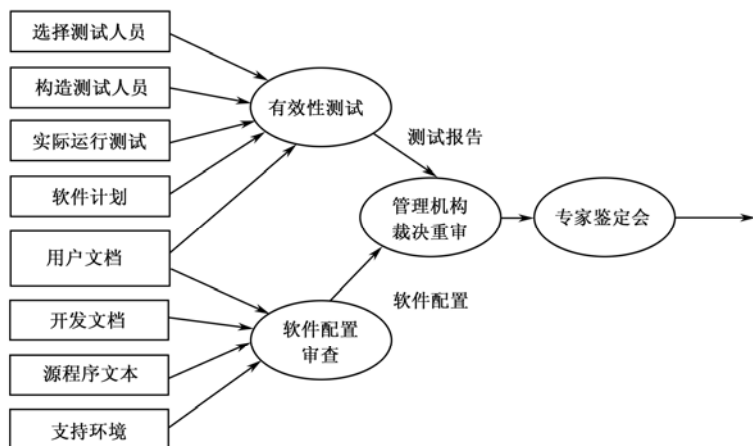 选择测试人员
构造测试人员
实际运行测试
软件计划
用户文档
开发文档
源程序文本
支持环境
有效性测试
测试报告
管理机构
裁决重审
专家鉴定会
软件配置
软件配置
审查